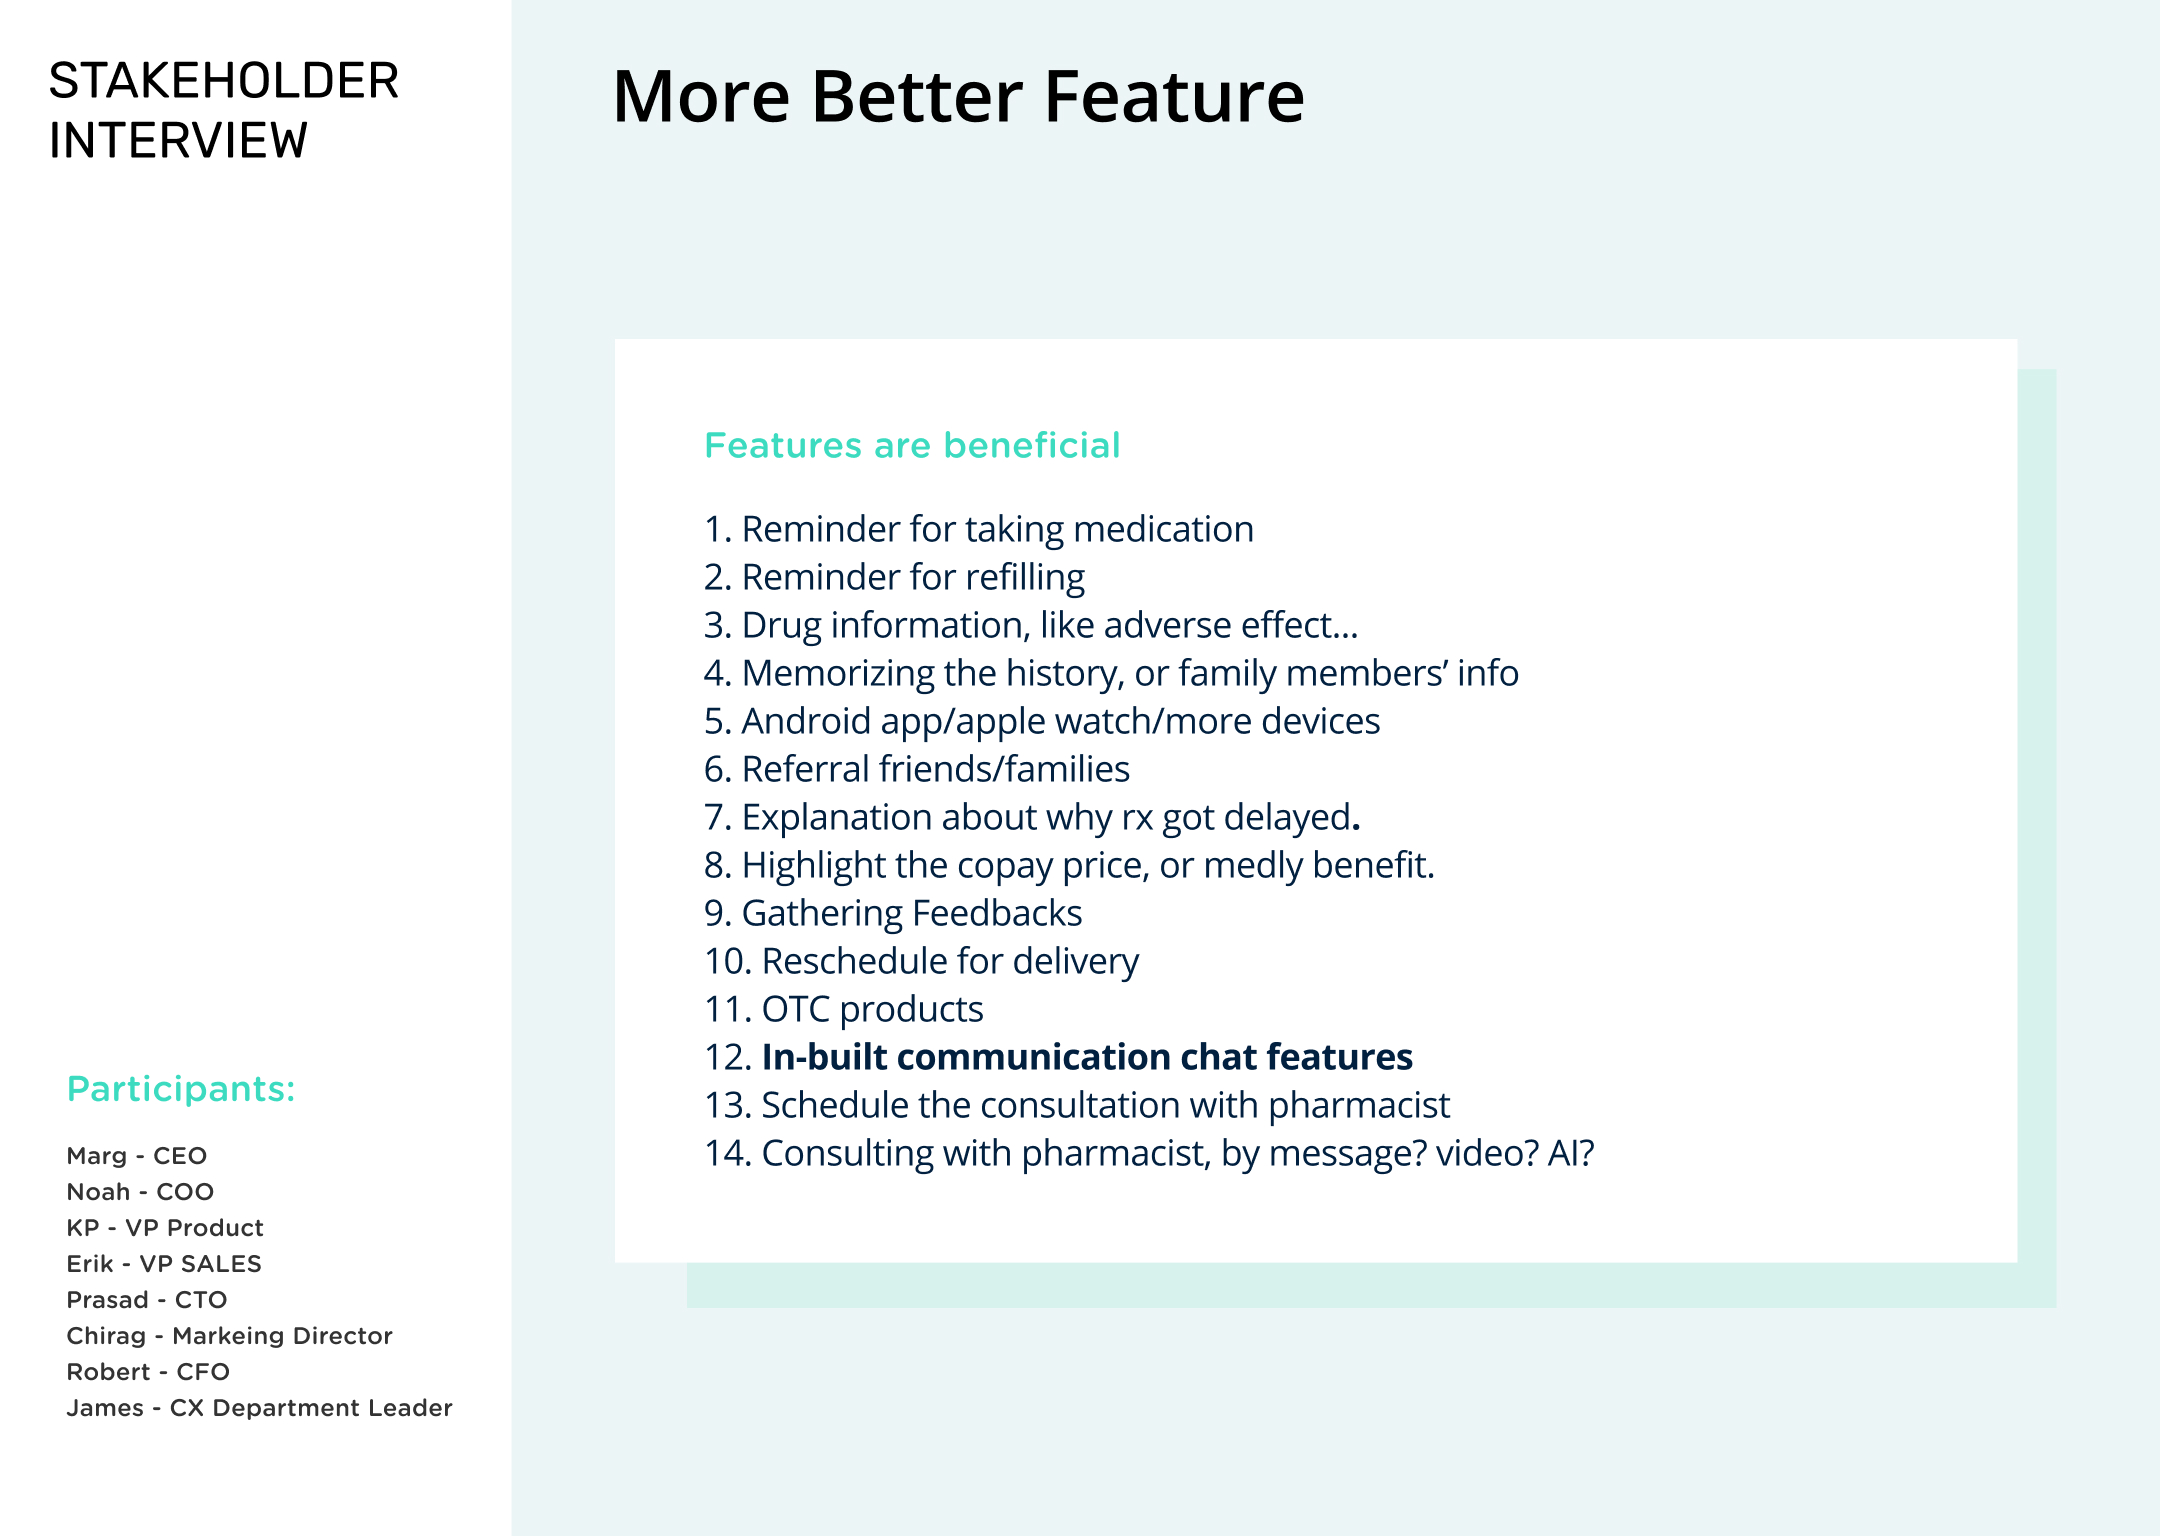 STAKEHOLDER
INTERVIEW
More Better Feature
Features are beneficial
1. Reminder for taking medication
2. Reminder for refilling
3. Drug information, like adverse effect...
4. Memorizing the history, or family members’ info
5. Android app/apple watch/more devices
6. Referral friends/families
7. Explanation about why rx got delayed.
8. Highlight the copay price, or medly benefit.
9. Gathering Feedbacks
10. Reschedule for delivery
11. OTC products
12. In-built communication chat features
13. Schedule the consultation with pharmacist
14. Consulting with pharmacist, by message? video? AI?
Participants:
Marg - CEO
Noah - COO
KP - VP Product
Erik - VP SALES
Prasad - CTO
Chirag - Markeing Director
Robert - CFO
James - CX Department Leader